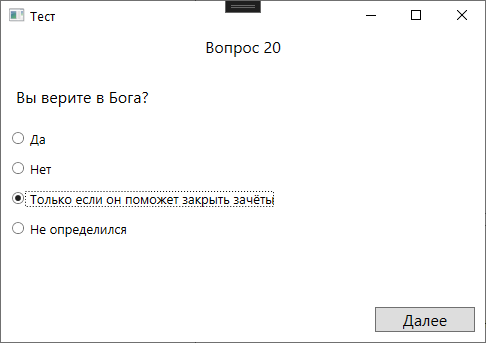 Тест
Вопрос 20
Вы верите в Бога?
Да
Нет
Только если он поможет закрыть зачёты
Не определился
Далее